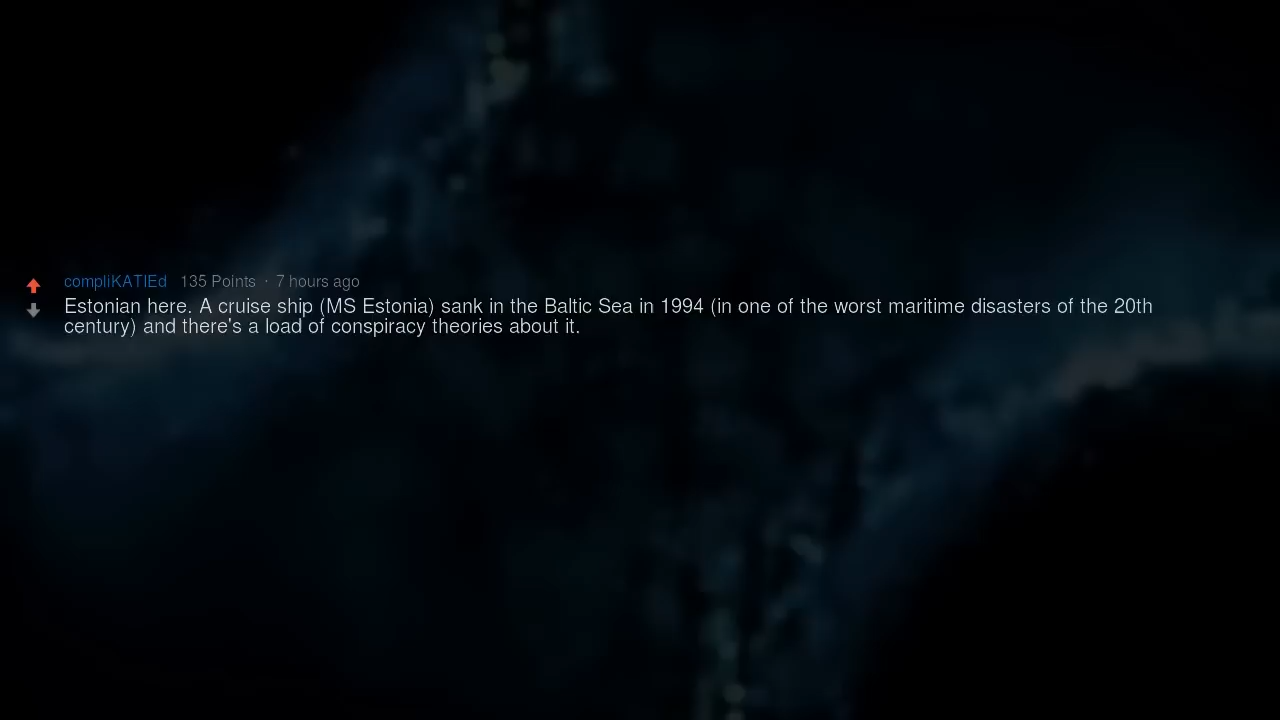 compliKATIEd 135 Points · 7 hours ago
Estonian here. A cruise ship (MS Estonia) sank in the Baltic Sea in 1994 (in one of the worst maritime disasters of the 20th
century) and there's a load of conspiracy theories about it.